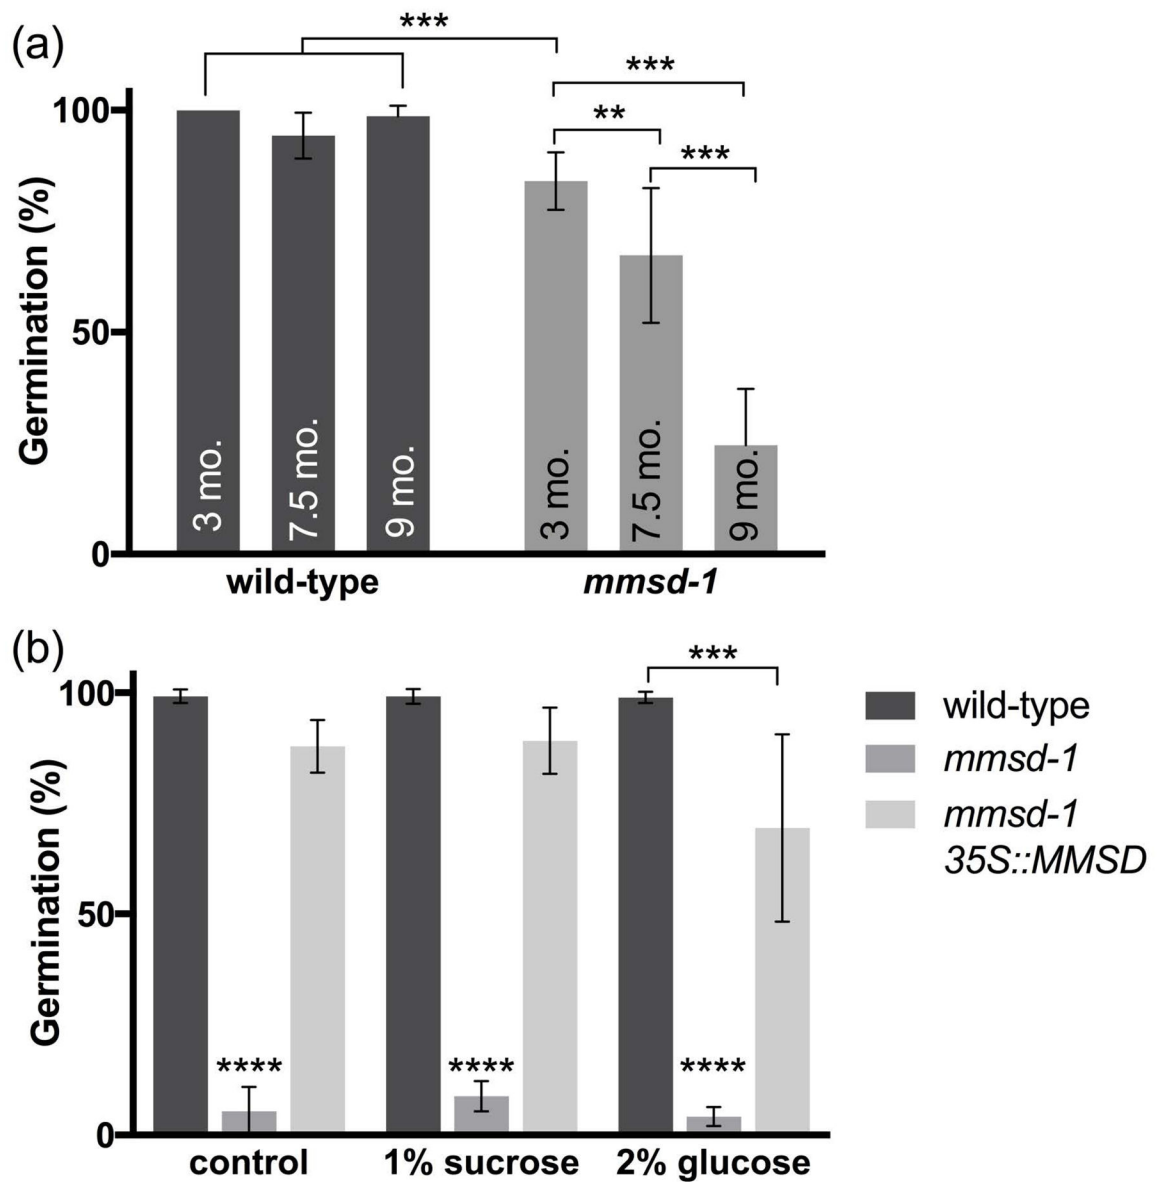 (a)
***
***
**
***
100
50
0
Germination (%)
3 mo.
7.5 mo.
9 mo.
3 mo.
7.5 mo.
9 mo.
wild-type
mmsd-1
(b)
***
100
50
0
Germination (%)
****
****
****
control
1% sucrose
2% glucose
wild-type
mmsd-1
mmsd-1
35S::MMSD